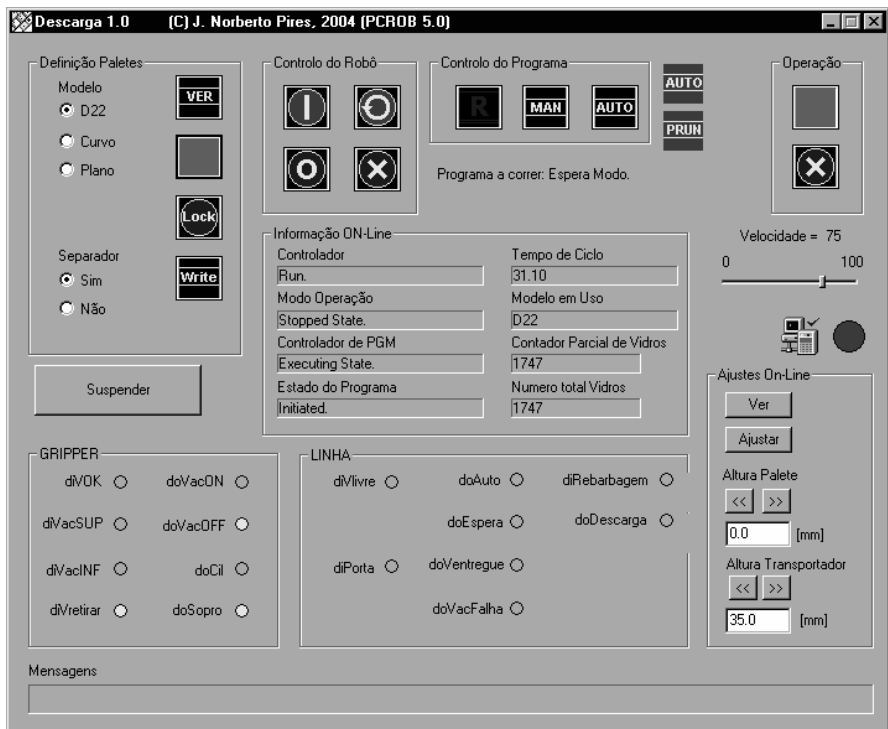 Descarga 1.0 (C) J. Norberto Pires, 2004 (PCROB 5.0)
Definição Paletes
Modelo
D22
Curvo
Plano
VER
Lock
Separador
Sim
Não
Write
Controlo do Robô
I
O
X
Controlo do Programa
R
MAN
AUTO
AUTO
PRUN
Programa a correr: Espera Modo.
Operação
X
Velocidade = 75
0 100
Informação ON-Line
Controlador
Run.
Tempo de Ciclo
31.10
Modo Operação
Stopped State.
Modelo em Uso
D22
Controlador de PGM
Executing State.
Contador Parcial de Vidros
1747
Estado do Programa
Initiated.
Numero total Vidros
1747
Suspender
Ajustes On-Line
Ver
Ajustar
Altura Palete
<< >>
0.0 [mm]
Altura Transportador
<< >>
35.0 [mm]
GRIPPER
diVOK doVacON
diVacSUP doVacOFF
diVacINF doCil
diVretirar doSopro
LINHA
diVlivre doAuto diRebarbagem
doEspera doDescarga
diPorta doVentregue
doVacFalha
Mensagens